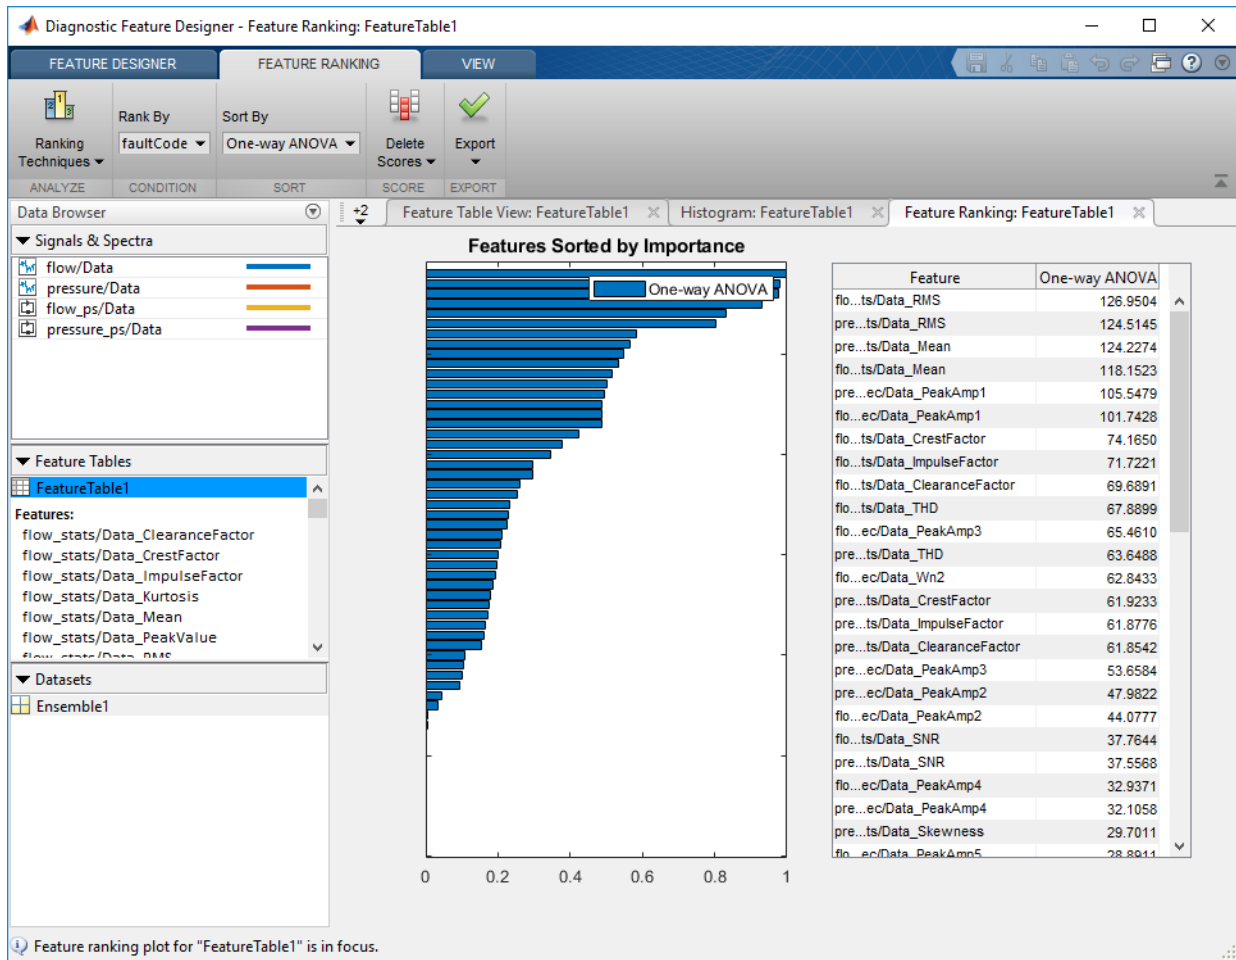 Diagnostic Feature Designer - Feature Ranking: FeatureTable1
FEATURE DESIGNER
FEATURE RANKING
VIEW
Ranking
Techniques
Rank By
faultCode
Sort By
One-way ANOVA
Delete
Scores
Export
ANALYZE
CONDITION
SORT
SCORE
EXPORT
Data Browser
Signals & Spectra
flow/Data
pressure/Data
flow_ps/Data
pressure_ps/Data
Feature Tables
FeatureTable1
Features:
flow_stats/Data_ClearanceFactor
flow_stats/Data_CrestFactor
flow_stats/Data_ImpulseFactor
flow_stats/Data_Kurtosis
flow_stats/Data_Mean
flow_stats/Data_PeakValue
flow_stats/Data_RMS
Datasets
Ensemble1
+2
Feature Table View: FeatureTable1
Histogram: FeatureTable1
Feature Ranking: FeatureTable1
Features Sorted by Importance
One-way ANOVA
0 0.2 0.4 0.6 0.8 1
Feature One-way ANOVA
flo...ts/Data_RMS 126.9504
pre...ts/Data_RMS 124.5145
pre...ts/Data_Mean 124.2274
flo...ts/Data_Mean 118.1523
pre...ec/Data_PeakAmp1 105.5479
flo...ec/Data_PeakAmp1 101.7428
flo...ts/Data_CrestFactor 74.1650
flo...ts/Data_ImpulseFactor 71.7221
flo...ts/Data_ClearanceFactor 69.6891
flo...ts/Data_THD 67.8899
flo...ec/Data_PeakAmp3 65.4610
pre...ts/Data_THD 63.6488
flo...ec/Data_Wn2 62.8433
pre...ts/Data_CrestFactor 61.9233
pre...ts/Data_ImpulseFactor 61.8776
pre...ts/Data_ClearanceFactor 61.8542
pre...ec/Data_PeakAmp3 53.6584
pre...ec/Data_PeakAmp2 47.9822
flo...ec/Data_PeakAmp2 44.0777
flo...ts/Data_SNR 37.7644
pre...ts/Data_SNR 37.5568
flo...ec/Data_PeakAmp4 32.9371
pre...ec/Data_PeakAmp4 32.1058
pre...ts/Data_Skewness 29.7011
flo...ec/Data_PeakAmp5 28.8911
Feature ranking plot for "FeatureTable1" is in focus.